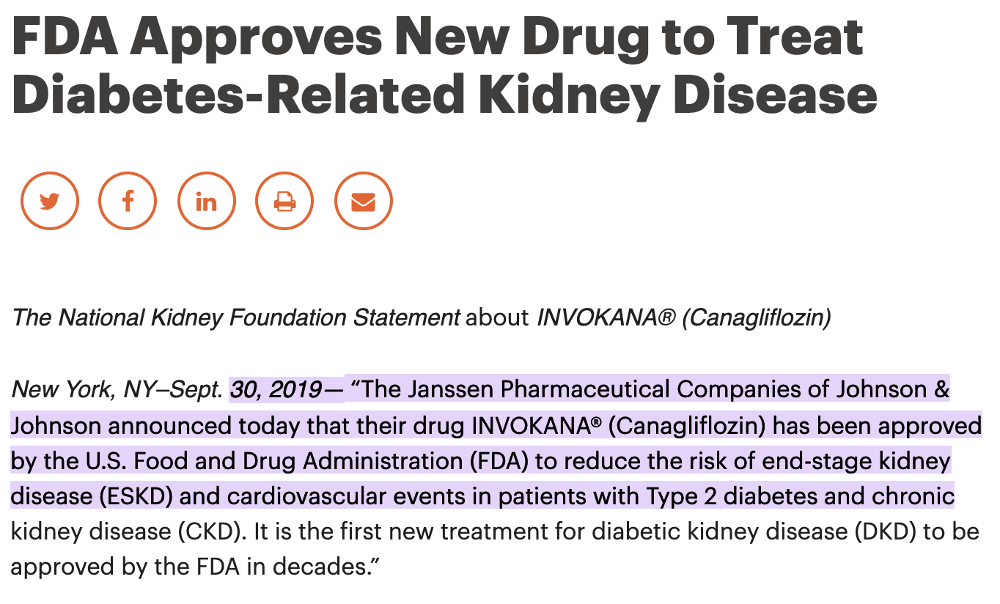 FDA Approves New Drug to Treat
Diabetes-Related Kidney Disease
in
The National Kidney Foundation Statement about INVOKANA® (Canagliflozin)
New York, NY–Sept. 30, 2019— “The Janssen Pharmaceutical Companies of Johnson &
Johnson announced today that their drug INVOKANA® (Canagliflozin) has been approved
by the U.S. Food and Drug Administration (FDA) to reduce the risk of end-stage kidney
disease (ESKD) and cardiovascular events in patients with Type 2 diabetes and chronic
kidney disease (CKD). It is the first new treatment for diabetic kidney disease (DKD) to be
approved by the FDA in decades.”